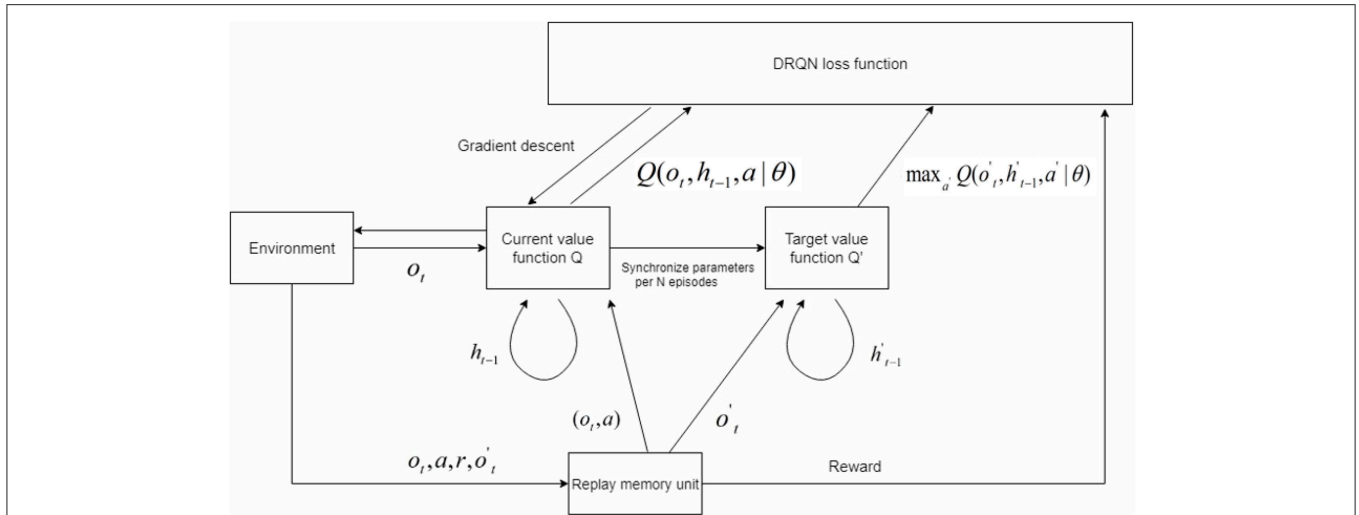 DRQN loss function
Gradient descent
Q(o_t, h_{t-1}, a | θ)
max_{a'} Q(o'_t, h'_{t-1}, a' | θ)
Environment
o_t
Current value
function Q
Synchronize parameters
per N episodes
Target value
function Q'
h_{t-1}
h'_{t-1}
(o_t, a)
o'_t
o_t, a, r, o'_t
Replay memory unit
Reward